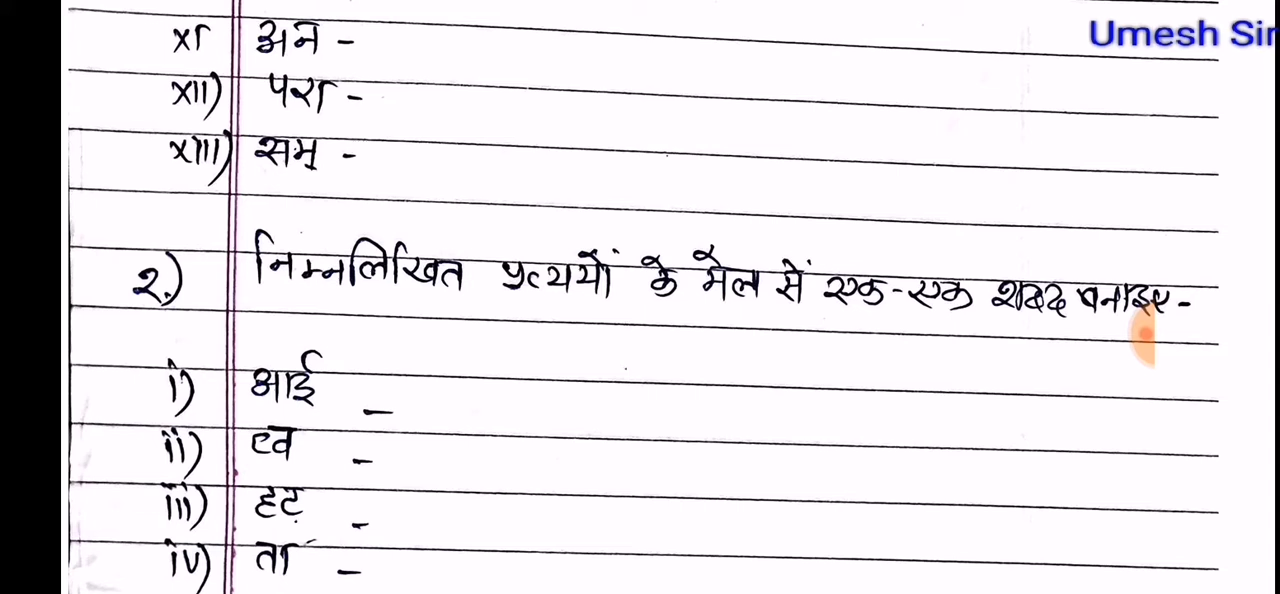 Umesh Sir
XI अन -
XII) परा -
XIII) सम् -
२.) निम्नलिखित प्रत्ययों के मेल सें एक-एक शब्द बनाइए -
i) आई -
ii) त्व -
iii) हट -
iv) ता -